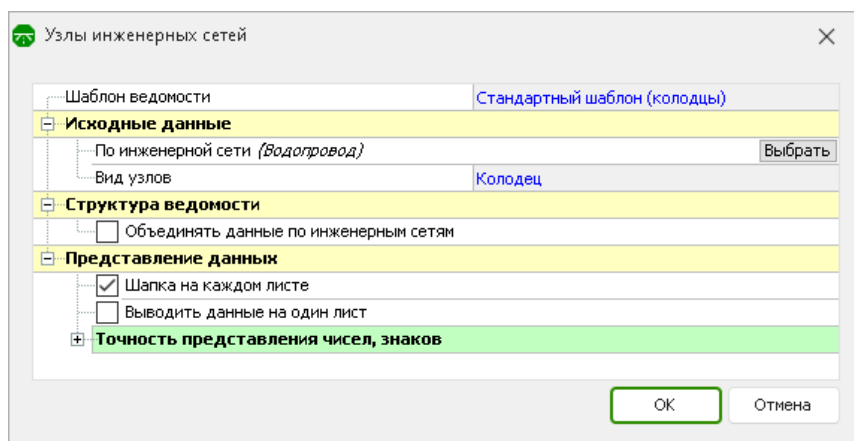 Узлы инженерных сетей
Шаблон ведомости Стандартный шаблон (колодцы)
Исходные данные
По инженерной сети (Водопровод) Выбрать
Вид узлов Колодец
Структура ведомости
Объединять данные по инженерным сетям
Представление данных
Шапка на каждом листе
Выводить данные на один лист
Точность представления чисел, знаков
ОК Отмена